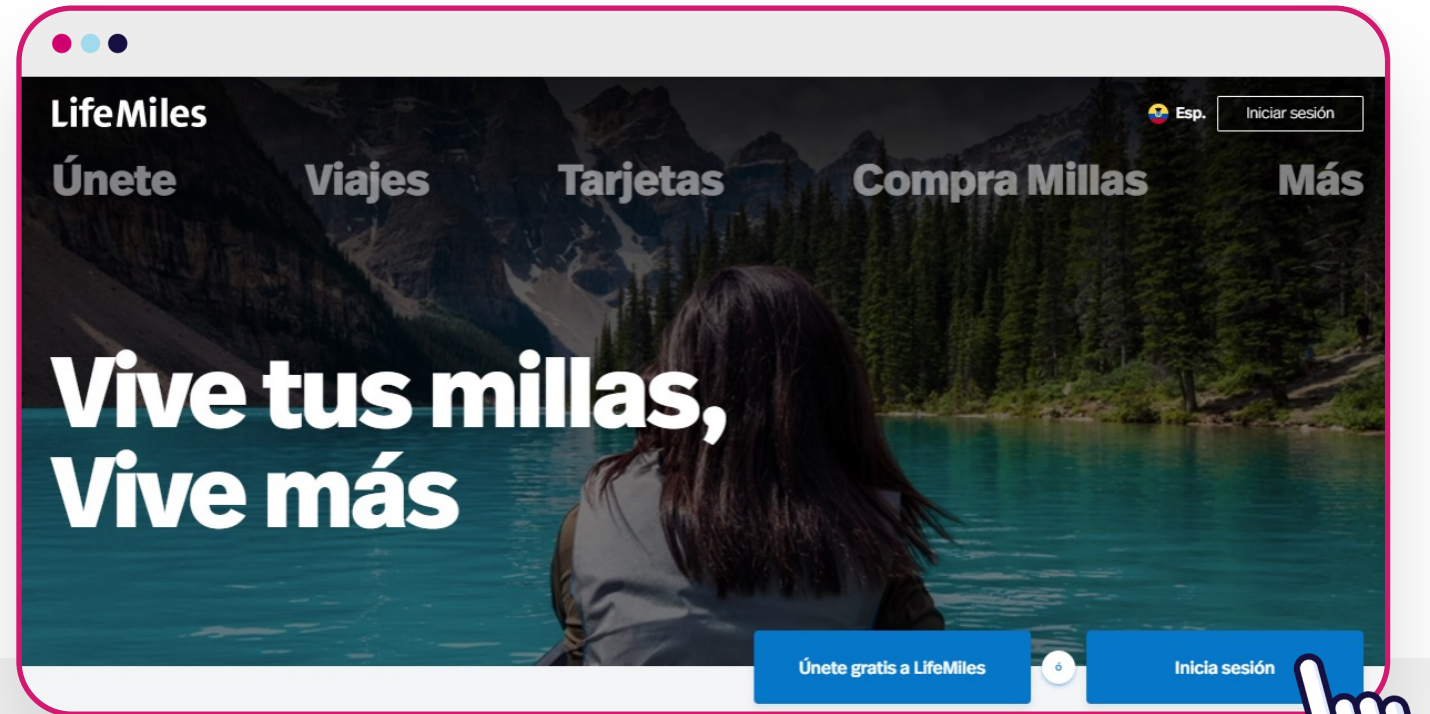 LifeMiles
Esp.
Iniciar sesión
Únete
Viajes
Tarjetas
Compra Millas
Más
Vive tus millas,
Vive más
Únete gratis a LifeMiles
ó
Inicia sesión